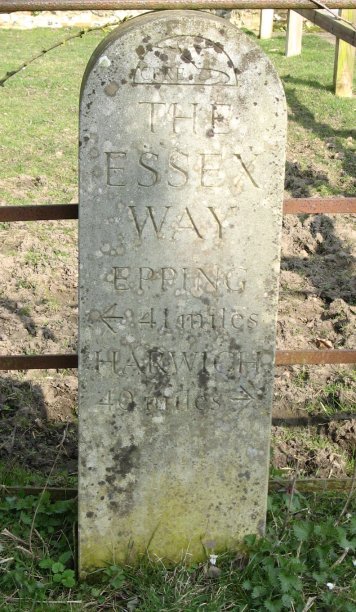 THE
ESSEX
WAY
EPPING
← 41 miles
HARWICH
40 miles →